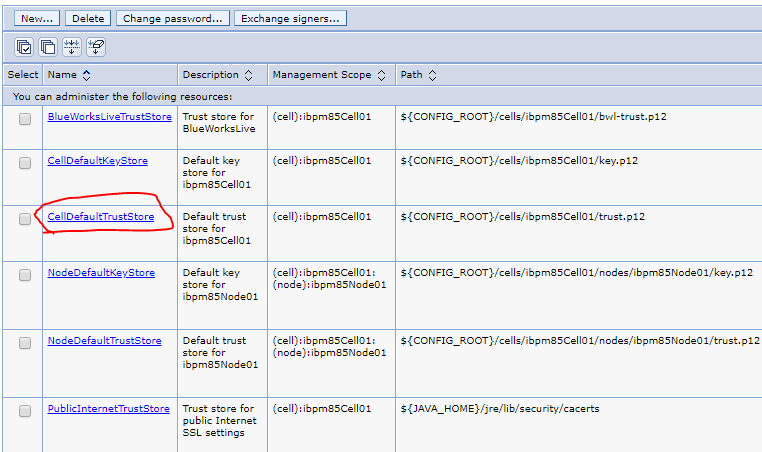 New... Delete Change password... Exchange signers...
Select Name Description Management Scope Path
You can administer the following resources:
BlueWorksLiveTrustStore Trust store for (cell):ibpm85Cell01 ${CONFIG_ROOT}/cells/ibpm85Cell01/bwl-trust.p12
BlueWorksLive
CellDefaultKeyStore Default key (cell):ibpm85Cell01 ${CONFIG_ROOT}/cells/ibpm85Cell01/key.p12
store for
ibpm85Cell01
CellDefaultTrustStore Default trust (cell):ibpm85Cell01 ${CONFIG_ROOT}/cells/ibpm85Cell01/trust.p12
store for
ibpm85Cell01
NodeDefaultKeyStore Default key (cell):ibpm85Cell01: ${CONFIG_ROOT}/cells/ibpm85Cell01/nodes/ibpm85Node01/key.p12
store for (node):ibpm85Node01
ibpm85Node01
NodeDefaultTrustStore Default trust (cell):ibpm85Cell01: ${CONFIG_ROOT}/cells/ibpm85Cell01/nodes/ibpm85Node01/trust.p12
store for (node):ibpm85Node01
ibpm85Node01
PublicInternetTrustStore Trust store for (cell):ibpm85Cell01 ${JAVA_HOME}/jre/lib/security/cacerts
public Internet
SSL settings